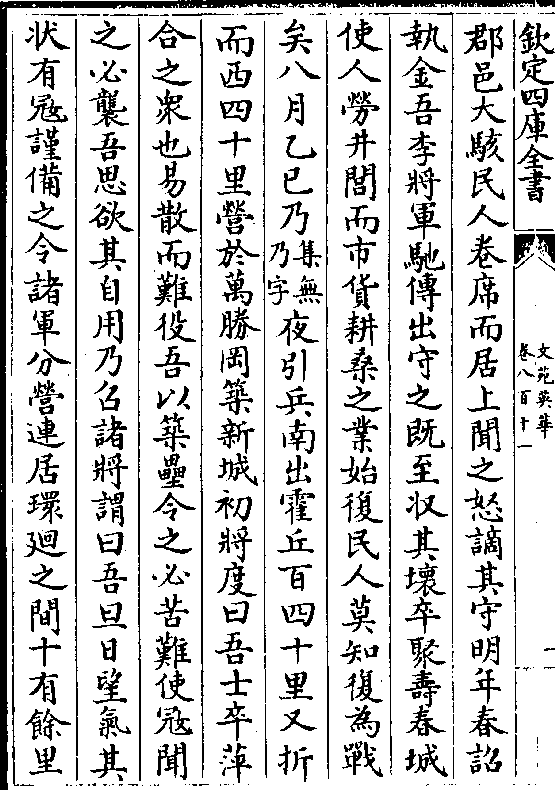 欽定四庫全書
文苑英華
卷八百十一
郡邑大駭民人卷席而居上聞之怒謫其守明年春詔
執金吾李將軍馳傳出守之既至收其壊卒聚壽春城
使人勞井閭而市貨耕桑之業始復民人莫知復為戰
矣八月乙巳乃集無乃字夜引兵南出霍丘百四十里又折
而西四十里營於萬勝岡築新城初將度曰吾士卒萍
合之衆也易散而難役吾以築壘令之必苦難使寇聞
之必襲吾思欲其自用乃召諸將謂曰吾旦日望氣其
状有寇謹備之令諸軍分營連居環廻之間十有餘里